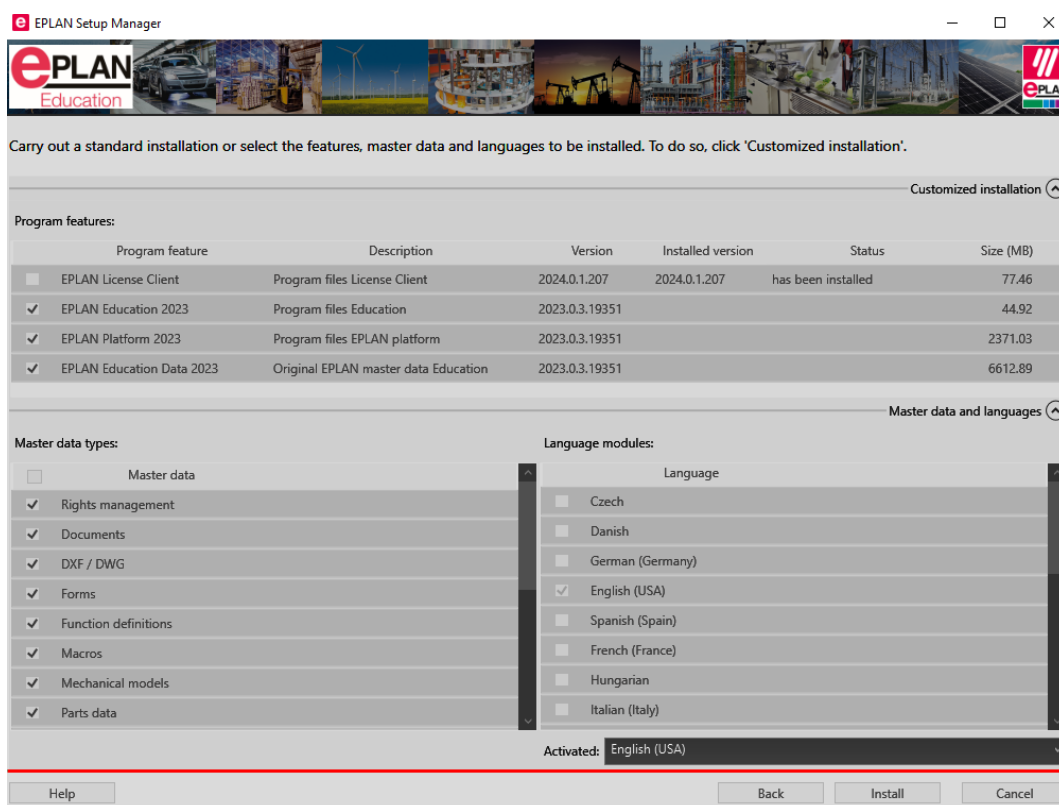 e EPLAN Setup Manager
ePLAN
Education
ePLA
Carry out a standard installation or select the features, master data and languages to be installed. To do so, click 'Customized installation'.
Customized installation
Program features:
Program feature Description Version Installed version Status Size (MB)
EPLAN License Client Program files License Client 2024.0.1.207 2024.0.1.207 has been installed 77.46
EPLAN Education 2023 Program files Education 2023.0.3.19351 44.92
EPLAN Platform 2023 Program files EPLAN platform 2023.0.3.19351 2371.03
EPLAN Education Data 2023 Original EPLAN master data Education 2023.0.3.19351 6612.89
Master data and languages
Master data types:
Master data
Rights management
Documents
DXF / DWG
Forms
Function definitions
Macros
Mechanical models
Parts data
Language modules:
Language
Czech
Danish
German (Germany)
English (USA)
Spanish (Spain)
French (France)
Hungarian
Italian (Italy)
Activated: English (USA)
Help Back Install Cancel